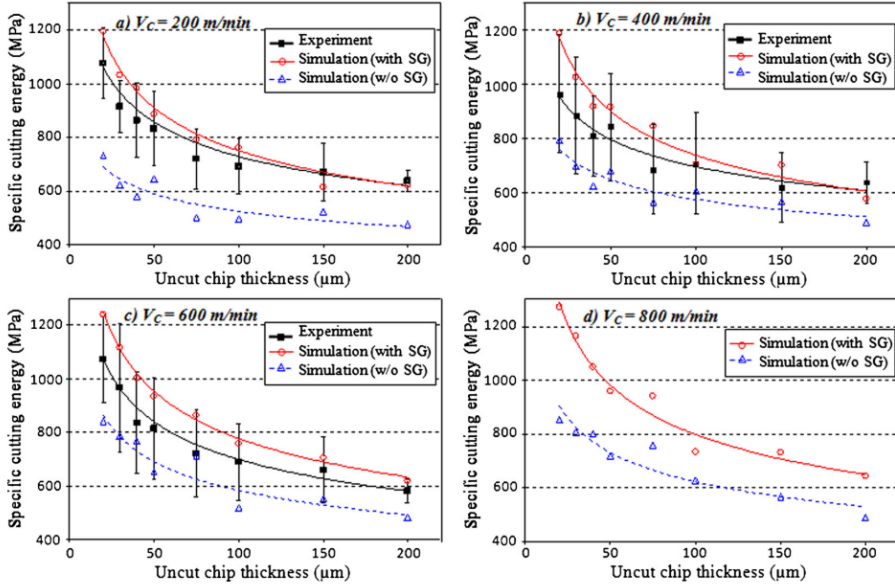 a) VC = 200 m/min
Specific cutting energy (MPa)
1200
1000
800
600
400
Experiment
Simulation (with SG)
Simulation (w/o SG)
0
50
100
150
200
Uncut chip thickness (µm)
b) VC = 400 m/min
Specific cutting energy (MPa)
1200
1000
800
600
400
Experiment
Simulation (with SG)
Simulation (w/o SG)
0
50
100
150
200
Uncut chip thickness (µm)
c) VC = 600 m/min
Specific cutting energy (MPa)
1200
1000
800
600
400
Experiment
Simulation (with SG)
Simulation (w/o SG)
0
50
100
150
200
Uncut chip thickness (µm)
d) VC = 800 m/min
Specific cutting energy (MPa)
1200
1000
800
600
400
Simulation (with SG)
Simulation (w/o SG)
0
50
100
150
200
Uncut chip thickness (µm)